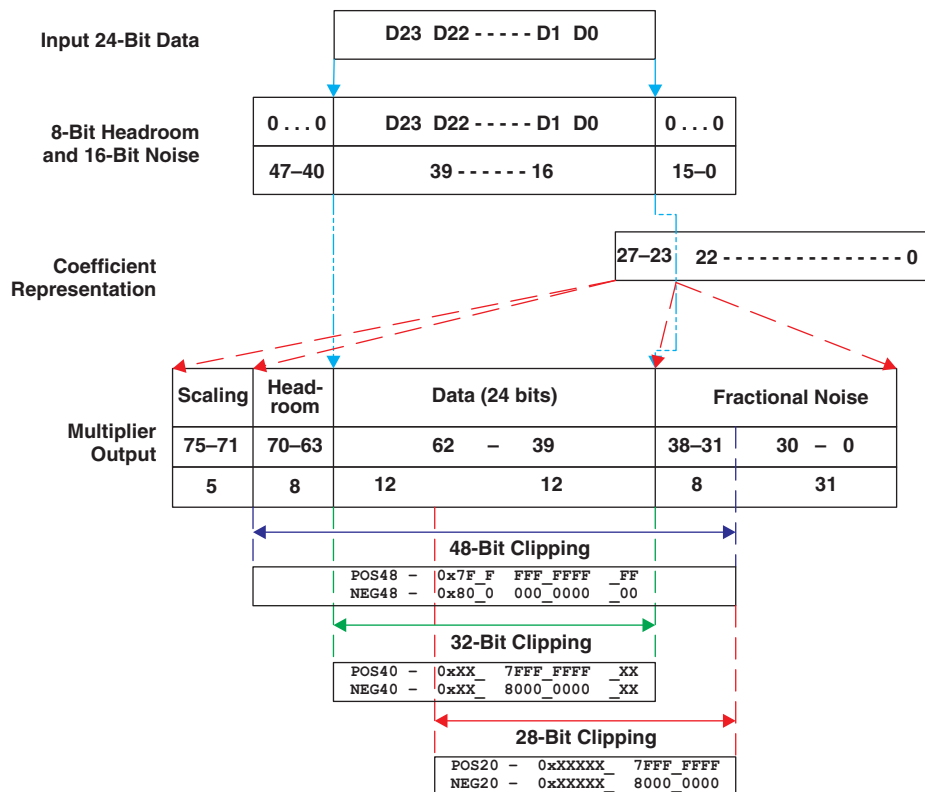 Input 24-Bit Data
D23 D22 - - - - - D1 D0
8-Bit Headroom
and 16-Bit Noise
0 . . . 0
D23 D22 - - - - - D1 D0
0 . . . 0
47–40
39 - - - - - - 16
15–0
Coefficient
Representation
27–23
22 - - - - - - - - - - - - - - - 0
Multiplier
Output
Scaling
Head-
room
Data (24 bits)
Fractional Noise
75–71
70–63
62 – 39
38–31
30 – 0
5
8
12
12
8
31
48-Bit Clipping
POS48 – 0x7F_F FFF_FFFF _FF
NEG48 – 0x80_0 000_0000 _00
32-Bit Clipping
POS40 – 0xXX_ 7FFF_FFFF _XX
NEG40 – 0xXX_ 8000_0000 _XX
28-Bit Clipping
POS20 – 0xXXXXX_ 7FFF_FFFF
NEG20 – 0xXXXXX_ 8000_0000